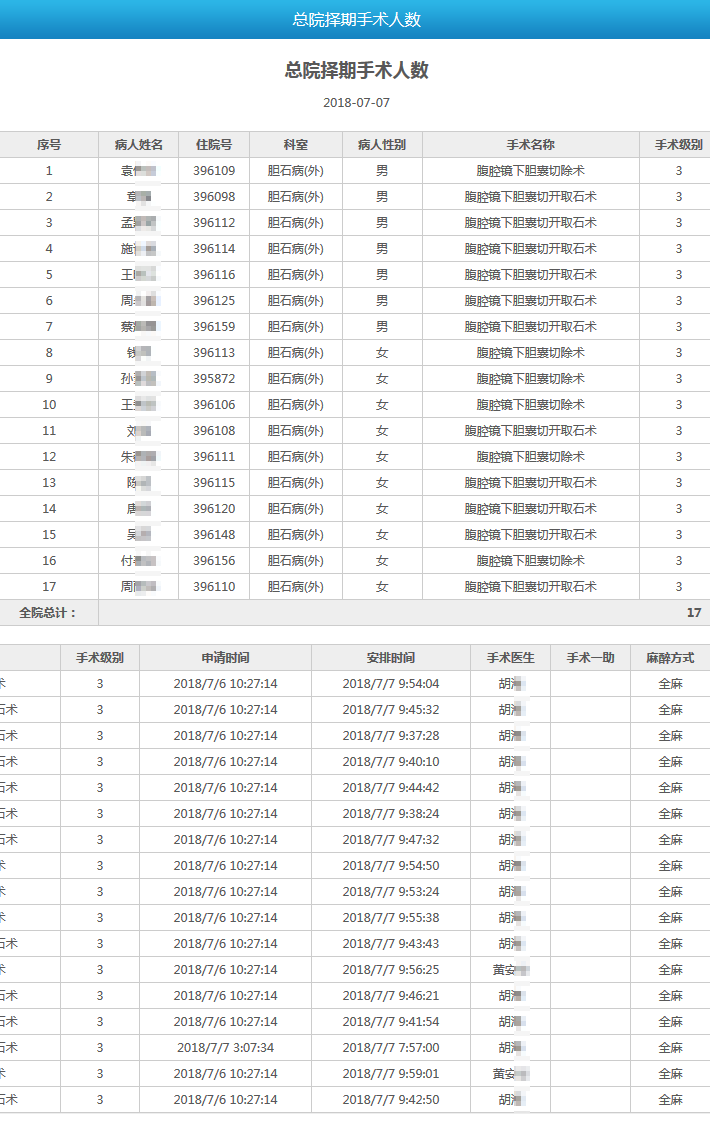 总院择期手术人数
总院择期手术人数
2018-07-07
序号 病人姓名 住院号 科室 病人性别 手术名称 手术级别
1 袁 396109 胆石病(外) 男 腹腔镜下胆囊切除术 3
2 章 396098 胆石病(外) 男 腹腔镜下胆囊切开取石术 3
3 孟 396112 胆石病(外) 男 腹腔镜下胆囊切开取石术 3
4 施 396114 胆石病(外) 男 腹腔镜下胆囊切开取石术 3
5 王 396116 胆石病(外) 男 腹腔镜下胆囊切开取石术 3
6 周 396125 胆石病(外) 男 腹腔镜下胆囊切开取石术 3
7 蔡 396159 胆石病(外) 男 腹腔镜下胆囊切开取石术 3
8 396113 胆石病(外) 女 腹腔镜下胆囊切除术 3
9 孙 395872 胆石病(外) 女 腹腔镜下胆囊切除术 3
10 王 396106 胆石病(外) 女 腹腔镜下胆囊切除术 3
11 刘 396108 胆石病(外) 女 腹腔镜下胆囊切开取石术 3
12 朱 396111 胆石病(外) 女 腹腔镜下胆囊切除术 3
13 陈 396115 胆石病(外) 女 腹腔镜下胆囊切开取石术 3
14 唐 396120 胆石病(外) 女 腹腔镜下胆囊切开取石术 3
15 吴 396148 胆石病(外) 女 腹腔镜下胆囊切开取石术 3
16 付 396156 胆石病(外) 女 腹腔镜下胆囊切除术 3
17 周 396110 胆石病(外) 女 腹腔镜下胆囊切开取石术 3
全院总计： 17
手术级别 申请时间 安排时间 手术医生 手术一助 麻醉方式
术 3 2018/7/6 10:27:14 2018/7/7 9:54:04 胡 全麻
石术 3 2018/7/6 10:27:14 2018/7/7 9:45:32 胡 全麻
石术 3 2018/7/6 10:27:14 2018/7/7 9:37:28 胡 全麻
石术 3 2018/7/6 10:27:14 2018/7/7 9:40:10 胡 全麻
石术 3 2018/7/6 10:27:14 2018/7/7 9:44:42 胡 全麻
石术 3 2018/7/6 10:27:14 2018/7/7 9:38:24 胡 全麻
石术 3 2018/7/6 10:27:14 2018/7/7 9:47:32 胡 全麻
术 3 2018/7/6 10:27:14 2018/7/7 9:54:50 胡 全麻
术 3 2018/7/6 10:27:14 2018/7/7 9:53:24 胡 全麻
术 3 2018/7/6 10:27:14 2018/7/7 9:55:38 胡 全麻
石术 3 2018/7/6 10:27:14 2018/7/7 9:43:43 胡 全麻
术 3 2018/7/6 10:27:14 2018/7/7 9:56:25 黄安 全麻
石术 3 2018/7/6 10:27:14 2018/7/7 9:46:21 胡 全麻
石术 3 2018/7/6 10:27:14 2018/7/7 9:41:54 胡 全麻
石术 3 2018/7/7 3:07:34 2018/7/7 7:57:00 胡 全麻
术 3 2018/7/6 10:27:14 2018/7/7 9:59:01 黄安 全麻
石术 3 2018/7/6 10:27:14 2018/7/7 9:42:50 胡 全麻